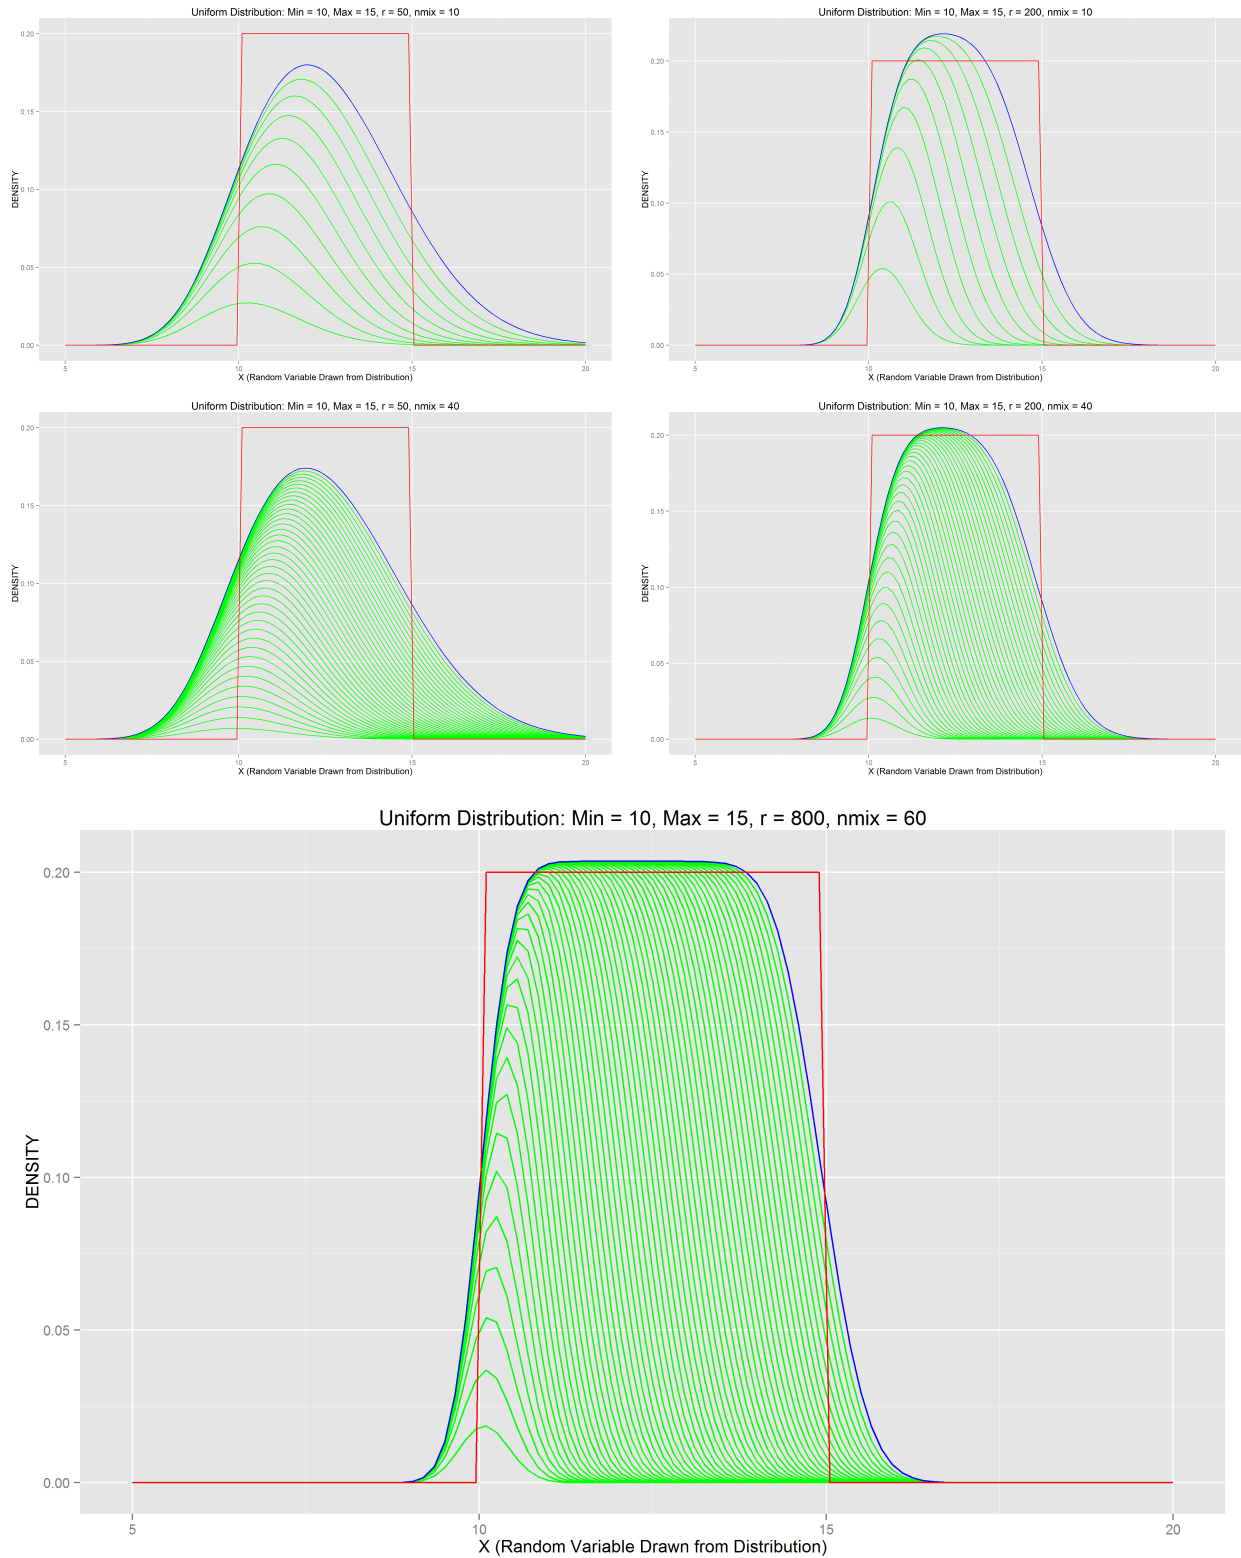 Uniform Distribution: Min = 10, Max = 15, r = 50, nmix = 10
0.20
0.15
0.10
0.05
0.00
DENSITY
5 10 15 20
X (Random Variable Drawn from Distribution)
Uniform Distribution: Min = 10, Max = 15, r = 200, nmix = 10
0.20
0.15
0.10
0.05
0.00
DENSITY
5 10 15 20
X (Random Variable Drawn from Distribution)
Uniform Distribution: Min = 10, Max = 15, r = 50, nmix = 40
0.20
0.15
0.10
0.05
0.00
DENSITY
5 10 15 20
X (Random Variable Drawn from Distribution)
Uniform Distribution: Min = 10, Max = 15, r = 200, nmix = 40
0.20
0.15
0.10
0.05
0.00
DENSITY
5 10 15 20
X (Random Variable Drawn from Distribution)
Uniform Distribution: Min = 10, Max = 15, r = 800, nmix = 60
0.20
0.15
0.10
0.05
0.00
DENSITY
5 10 15 20
X (Random Variable Drawn from Distribution)